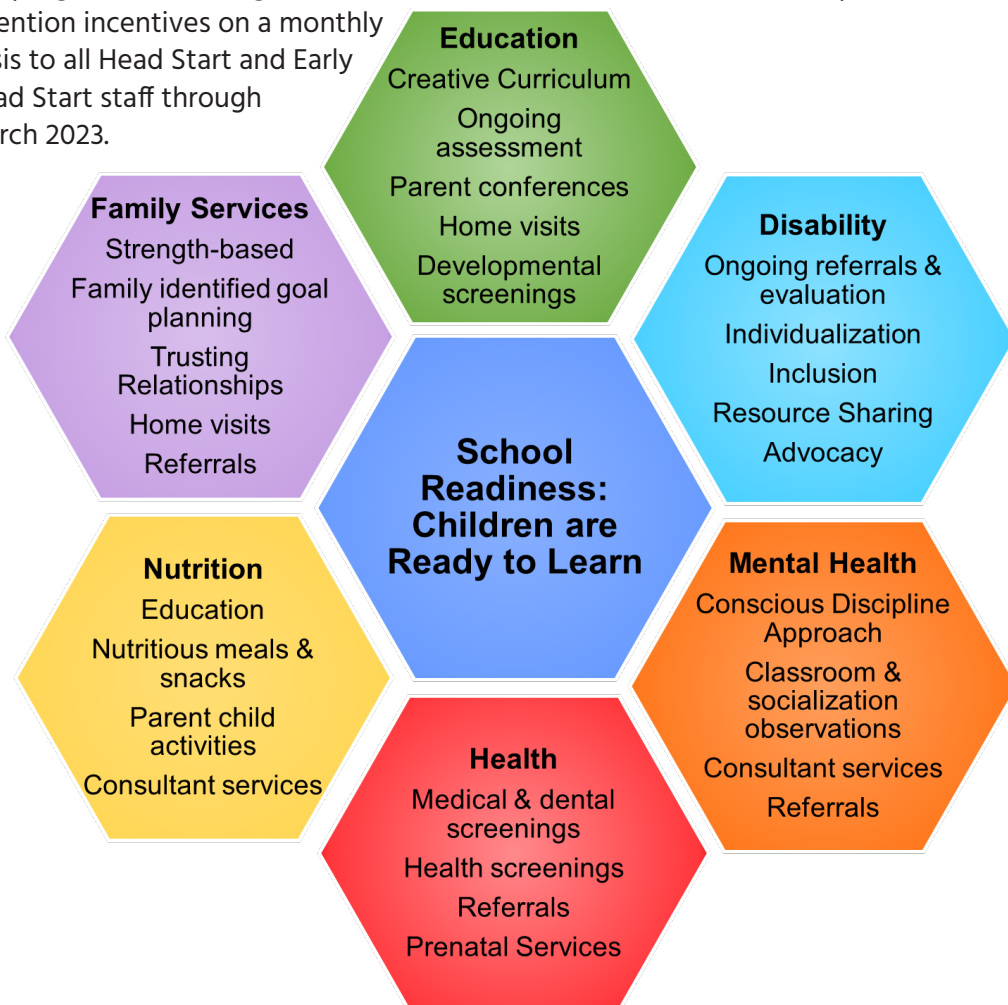 ention incentives on a monthly
sis to all Head Start and Early
ad Start staff through
rch 2023.
Education
Creative Curriculum
Ongoing
assessment
Parent conferences
Home visits
Developmental
screenings
Family Services
Strength-based
Family identified goal
planning
Trusting
Relationships
Home visits
Referrals
Disability
Ongoing referrals &
evaluation
Individualization
Inclusion
Resource Sharing
Advocacy
School
Readiness:
Children are
Ready to Learn
Nutrition
Education
Nutritious meals &
snacks
Parent child
activities
Consultant services
Mental Health
Conscious Discipline
Approach
Classroom &
socialization
observations
Consultant services
Referrals
Health
Medical & dental
screenings
Health screenings
Referrals
Prenatal Services